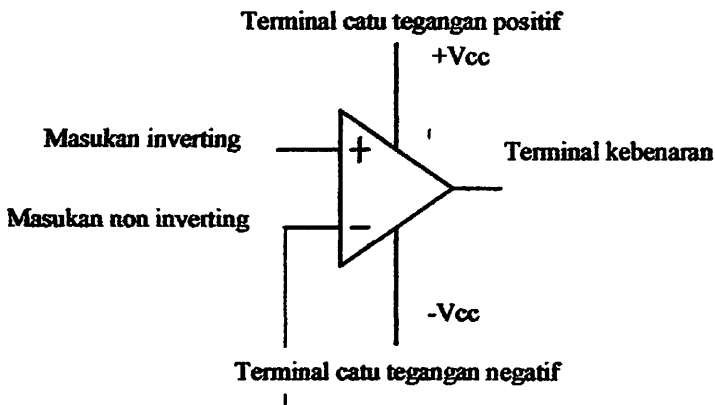 Terminal catu tegangan positif
+Vcc
Masukan inverting
+
Terminal kebenaran
Masukan non inverting
−
-Vcc
Terminal catu tegangan negatif